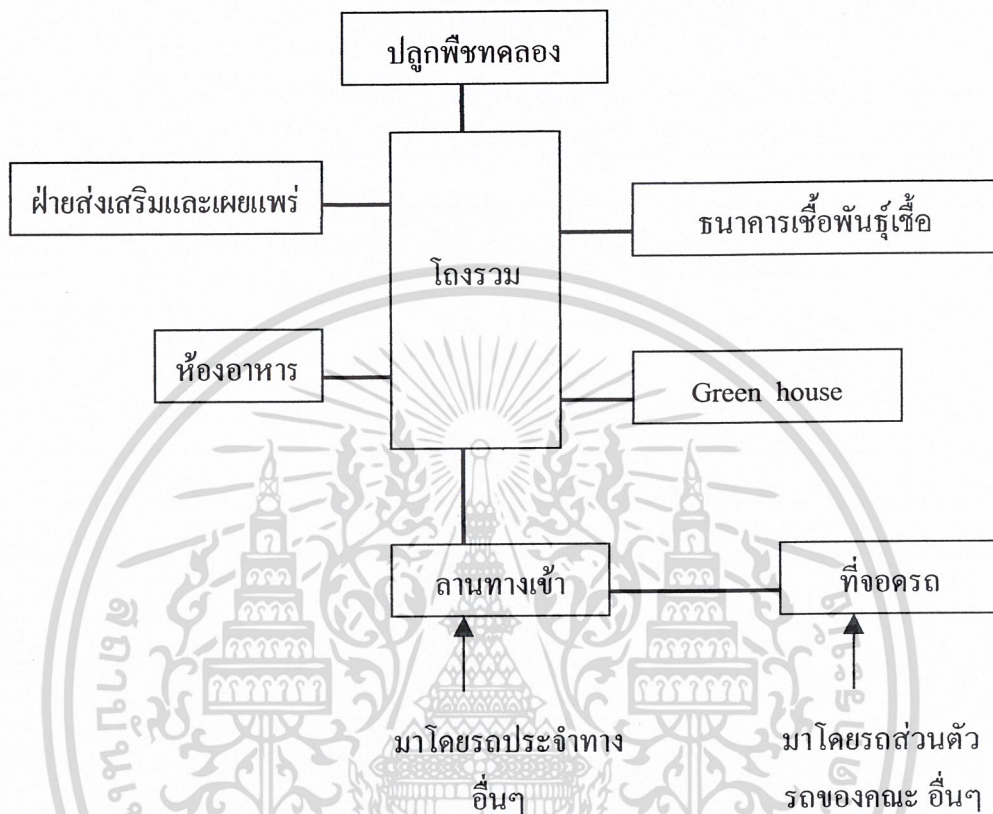 ปลูกพืชทดลอง
ฝ่ายส่งเสริมและเผยแพร่
ธนาคารเชื้อพันธุ์เชื้อ
โถงรวม
ห้องอาหาร
Green house
ลานทางเข้า
ที่จอดรถ
มาโดยรถประจำทาง
อื่นๆ
มาโดยรถส่วนตัว
รถของคณะ อื่นๆ